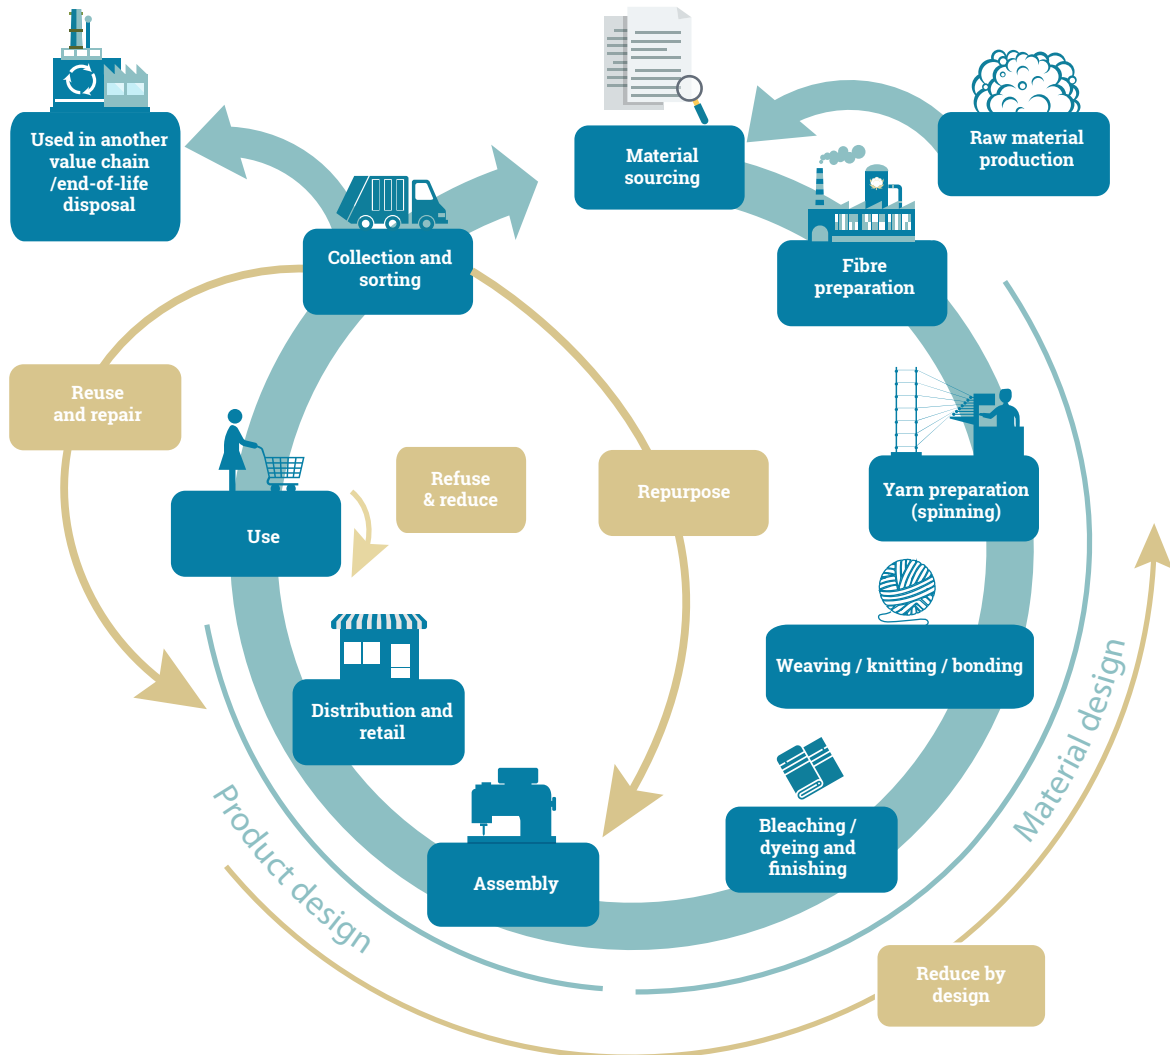 Used in another
value chain
/end-of-life
disposal
Material
sourcing
Raw material
production
Collection and
sorting
Fibre
preparation
Reuse
and repair
Refuse
& reduce
Repurpose
Yarn preparation
(spinning)
Use
Weaving / knitting / bonding
Distribution and
retail
Bleaching /
dyeing and
finishing
Assembly
Product design
Material design
Reduce by
design